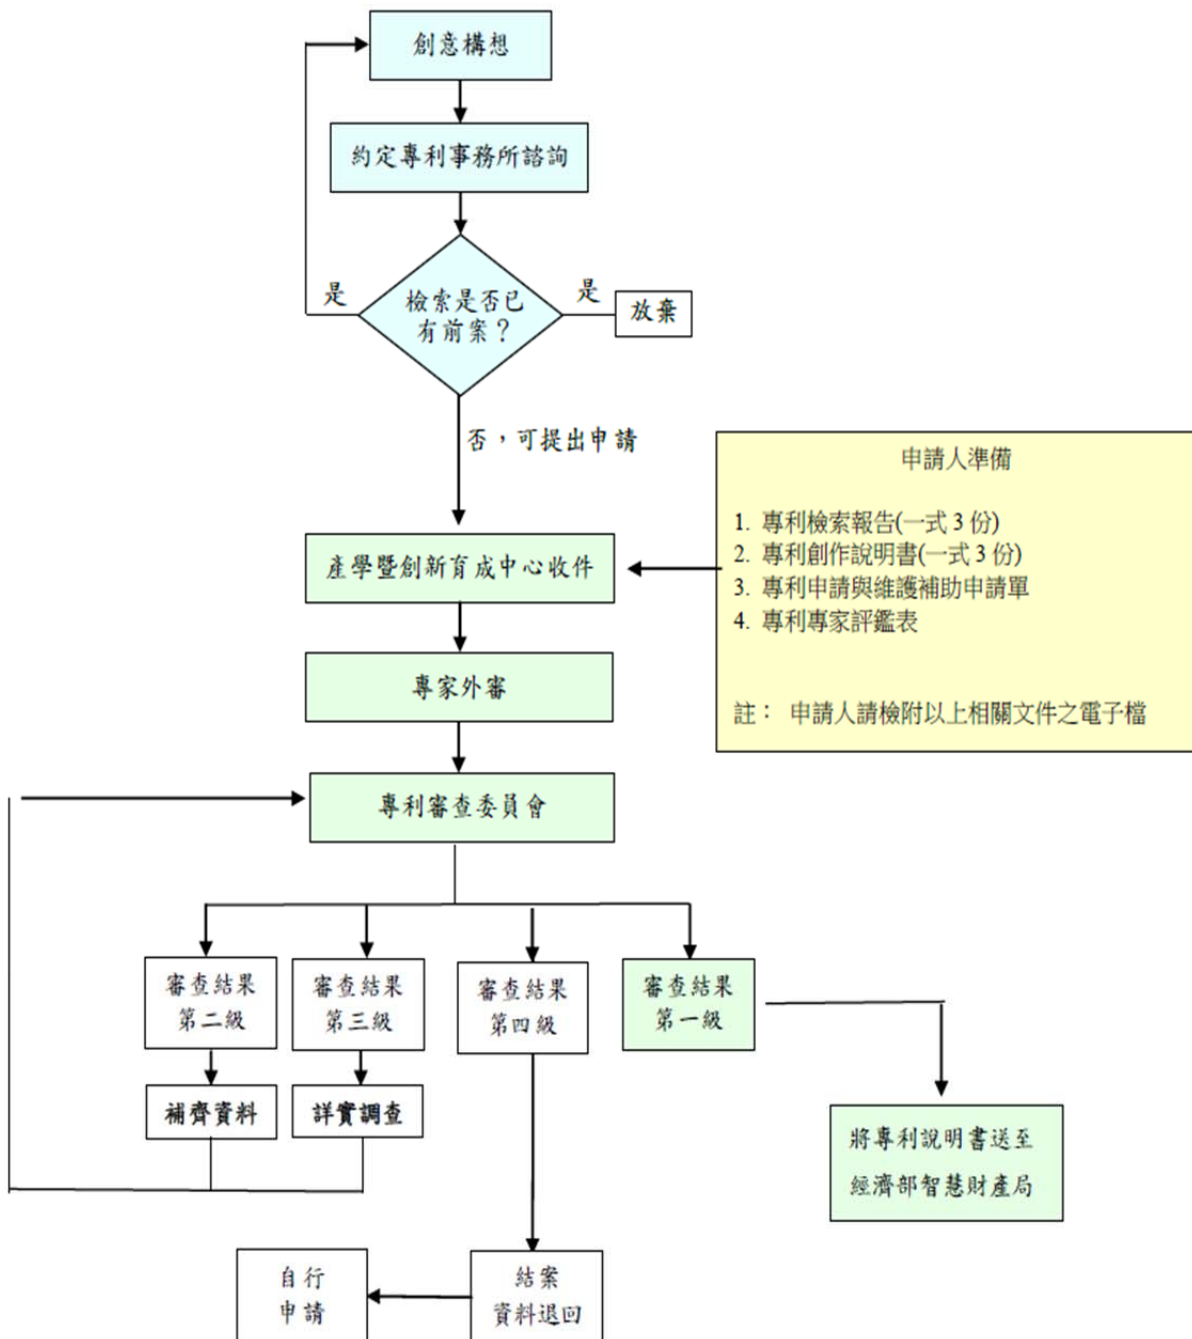 創意構想
約定專利事務所諮詢
檢索是否已
有前案？
是
是
放棄
否，可提出申請
申請人準備
1. 專利檢索報告(一式 3 份)
2. 專利創作說明書(一式 3 份)
3. 專利申請與維護補助申請單
4. 專利專家評鑑表
註： 申請人請檢附以上相關文件之電子檔
產學暨創新育成中心收件
專家外審
專利審查委員會
審查結果
第二級
審查結果
第三級
審查結果
第四級
審查結果
第一級
補齊資料
詳實調查
將專利說明書送至
經濟部智慧財產局
自行
申請
結案
資料退回